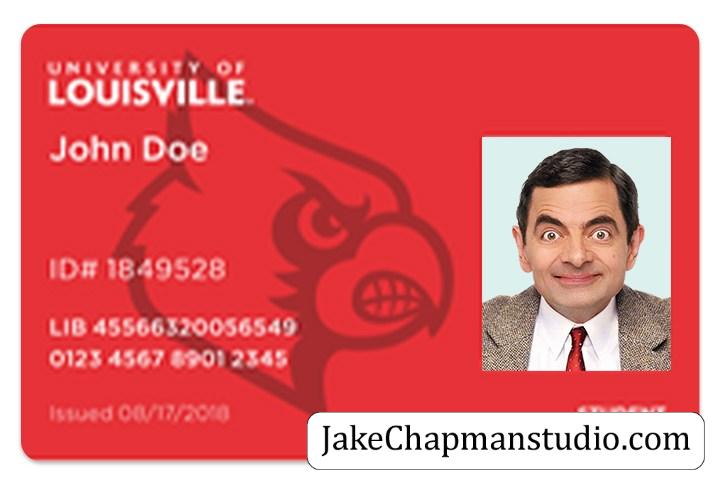 UNIVERSITY OF
LOUISVILLE.
John Doe
ID# 1849528
LIB 45566320056549
0123 4567 8901 2345
Issued 08/17/2018
STUDENT
JakeChapmanstudio.com